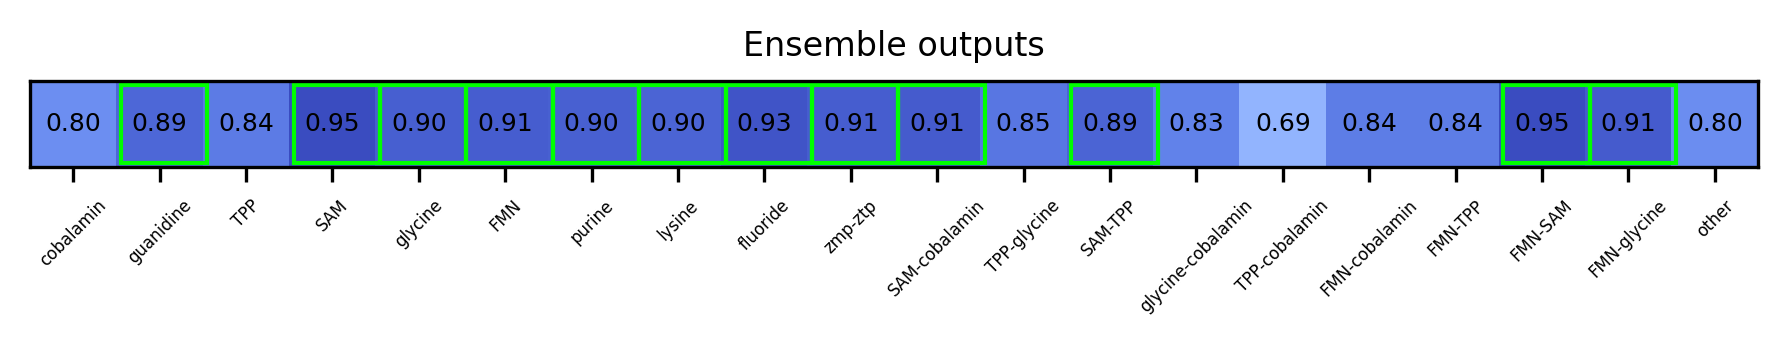 Ensemble outputs
0.80 0.89 0.84 0.95 0.90 0.91 0.90 0.90 0.93 0.91 0.91 0.85 0.89 0.83 0.69 0.84 0.84 0.95 0.91 0.80
cobalamin guanidine TPP SAM glycine FMN purine lysine fluoride zmp-ztp SAM-cobalamin TPP-glycine SAM-TPP glycine-cobalamin TPP-cobalamin FMN-cobalamin FMN-TPP FMN-SAM FMN-glycine other